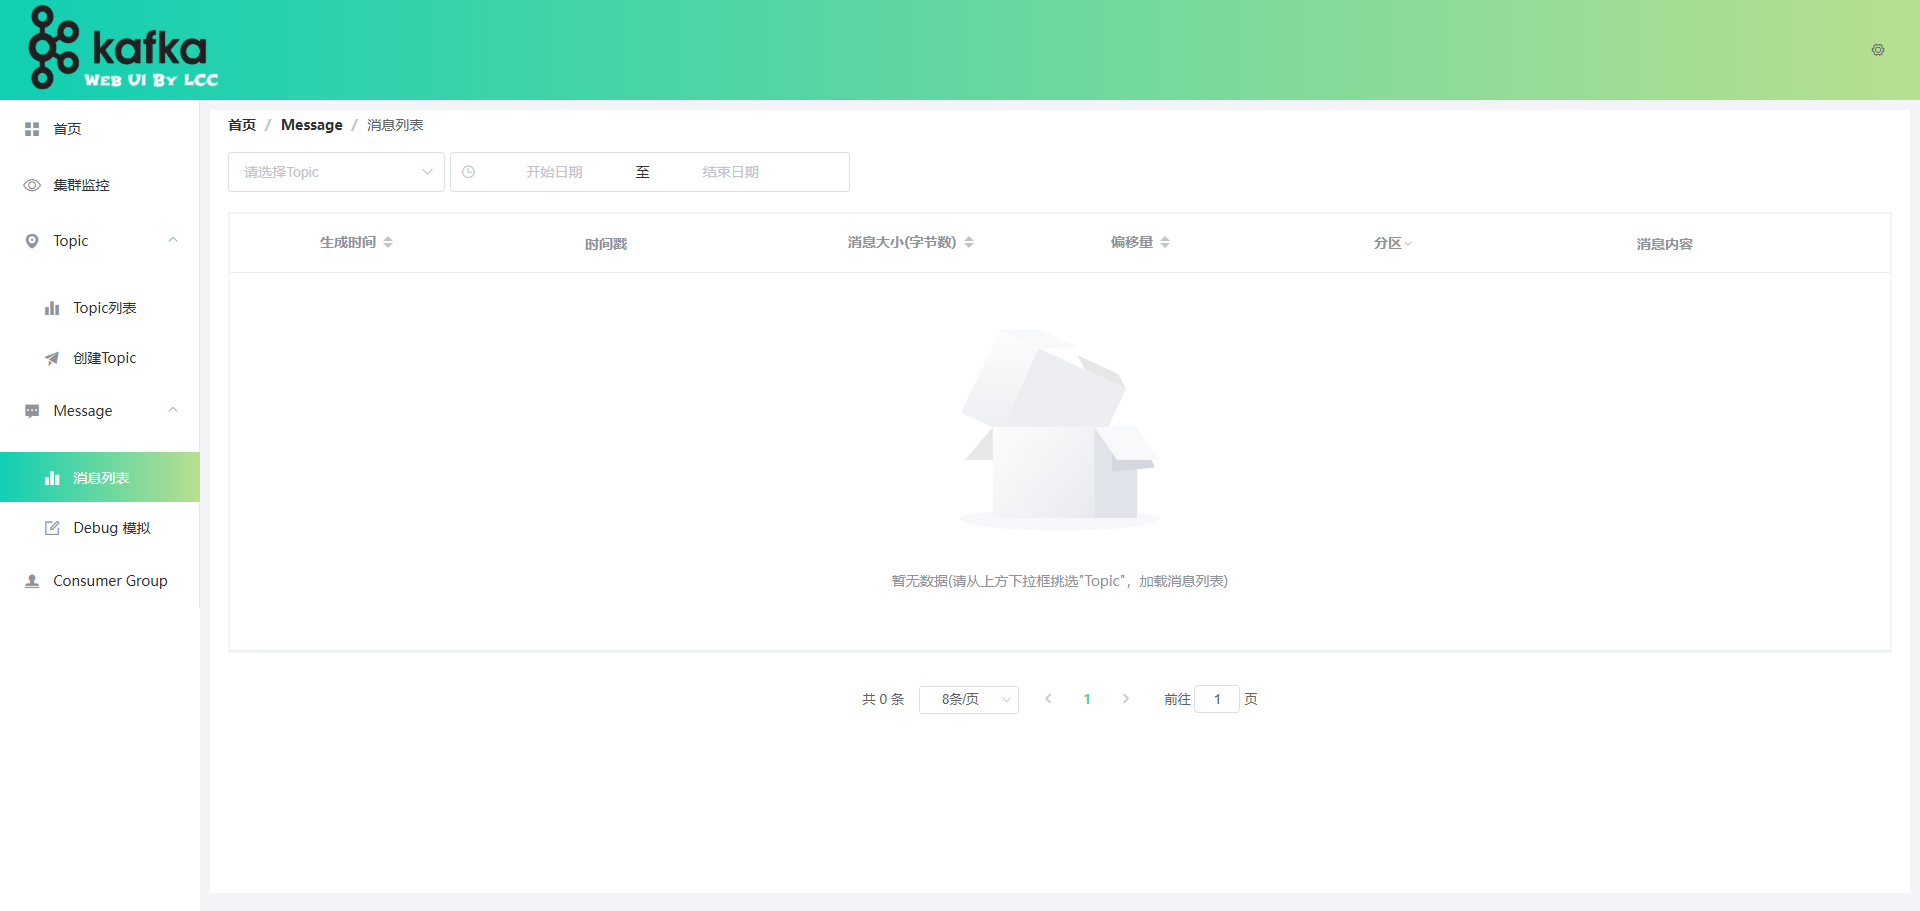 kafka
Web UI By LCC
首页
集群监控
Topic
Topic列表
创建Topic
Message
消息列表
Debug 模拟
Consumer Group
首页 / Message / 消息列表
请选择Topic 开始日期 至 结束日期
生成时间 时间戳 消息大小(字节数) 偏移量 分区 消息内容
暂无数据(请从上方下拉框挑选"Topic"，加载消息列表)
共 0 条 8条/页 1 前往 1 页